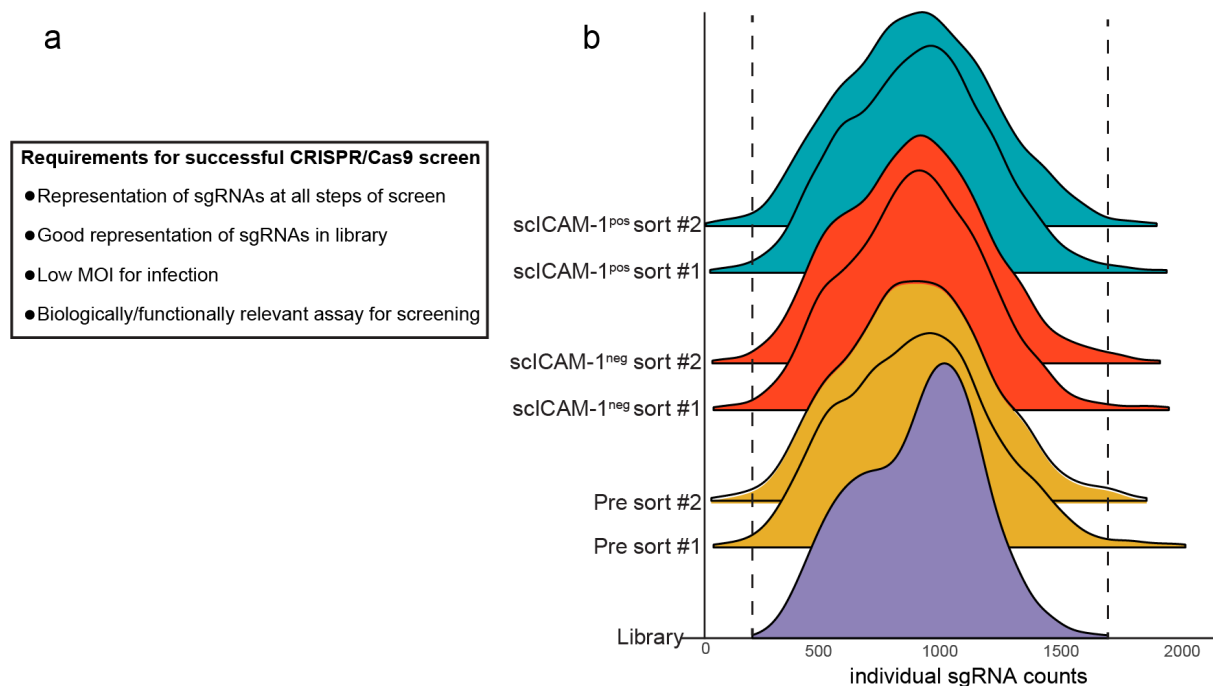 a
Requirements for successful CRISPR/Cas9 screen
●Representation of sgRNAs at all steps of screen
●Good representation of sgRNAs in library
●Low MOI for infection
●Biologically/functionally relevant assay for screening
b
scICAM-1pos sort #2
scICAM-1pos sort #1
scICAM-1neg sort #2
scICAM-1neg sort #1
Pre sort #2
Pre sort #1
Library
0 500 1000 1500 2000
individual sgRNA counts